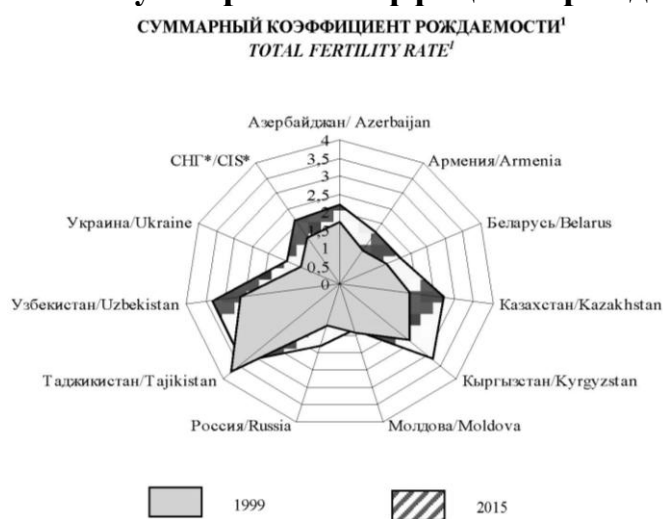 СУММАРНЫЙ КОЭФФИЦИЕНТ РОЖДАЕМОСТИ¹
TOTAL FERTILITY RATE¹
Азербайджан/ Azerbaijan
4
СНГ*/CIS*
3,5
Армения/Armenia
3
2,5
Украина/Ukraine
2
Беларусь/Belarus
1,5
1
0,5
Узбекистан/Uzbekistan
0
Казахстан/Kazakhstan
Таджикистан/Tajikistan
Кыргызстан/Kyrgyzstan
Россия/Russia
Молдова/Moldova
1999
2015